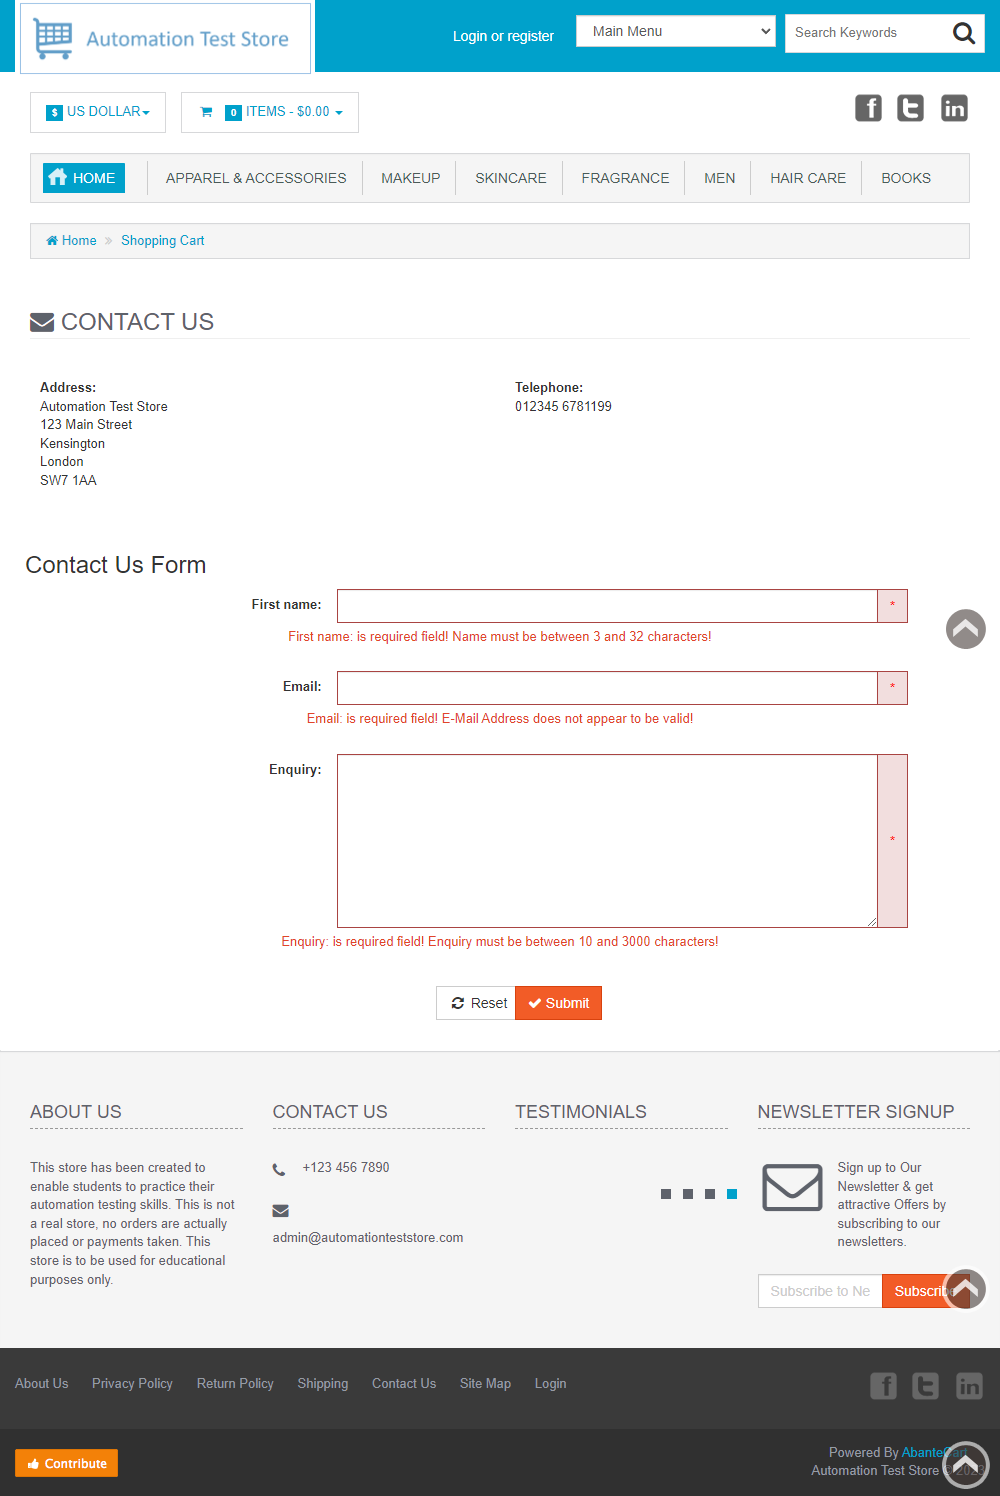 Automation Test Store
Login or register
Main Menu
Search Keywords
$ US DOLLAR
0 ITEMS - $0.00
HOME
APPAREL & ACCESSORIES
MAKEUP
SKINCARE
FRAGRANCE
MEN
HAIR CARE
BOOKS
Home » Shopping Cart
CONTACT US
Address:
Automation Test Store
123 Main Street
Kensington
London
SW7 1AA
Telephone:
012345 6781199
Contact Us Form
First name:
*
First name: is required field! Name must be between 3 and 32 characters!
Email:
*
Email: is required field! E-Mail Address does not appear to be valid!
Enquiry:
*
Enquiry: is required field! Enquiry must be between 10 and 3000 characters!
Reset
Submit
ABOUT US
This store has been created to
enable students to practice their
automation testing skills. This is not
a real store, no orders are actually
placed or payments taken. This
store is to be used for educational
purposes only.
CONTACT US
+123 456 7890
admin@automationteststore.com
TESTIMONIALS
NEWSLETTER SIGNUP
Sign up to Our
Newsletter & get
attractive Offers by
subscribing to our
newsletters.
Subscribe to Ne
Subscribe
About Us
Privacy Policy
Return Policy
Shipping
Contact Us
Site Map
Login
Contribute
Powered By AbanteCart
Automation Test Store ©